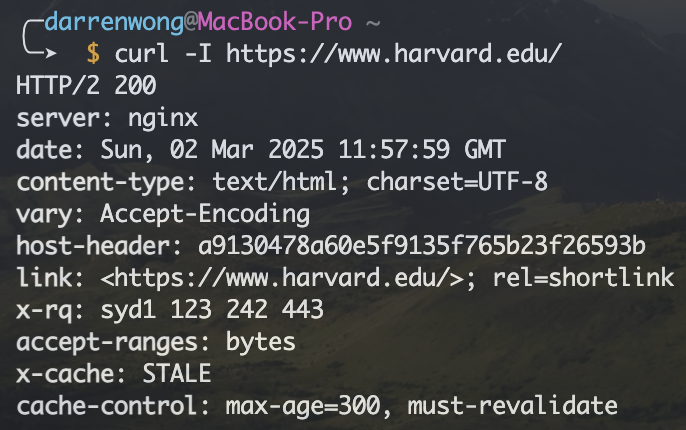 darrenwong@MacBook-Pro ~
$ curl -I https://www.harvard.edu/
HTTP/2 200
server: nginx
date: Sun, 02 Mar 2025 11:57:59 GMT
content-type: text/html; charset=UTF-8
vary: Accept-Encoding
host-header: a9130478a60e5f9135f765b23f26593b
link: <https://www.harvard.edu/>; rel=shortlink
x-rq: syd1 123 242 443
accept-ranges: bytes
x-cache: STALE
cache-control: max-age=300, must-revalidate